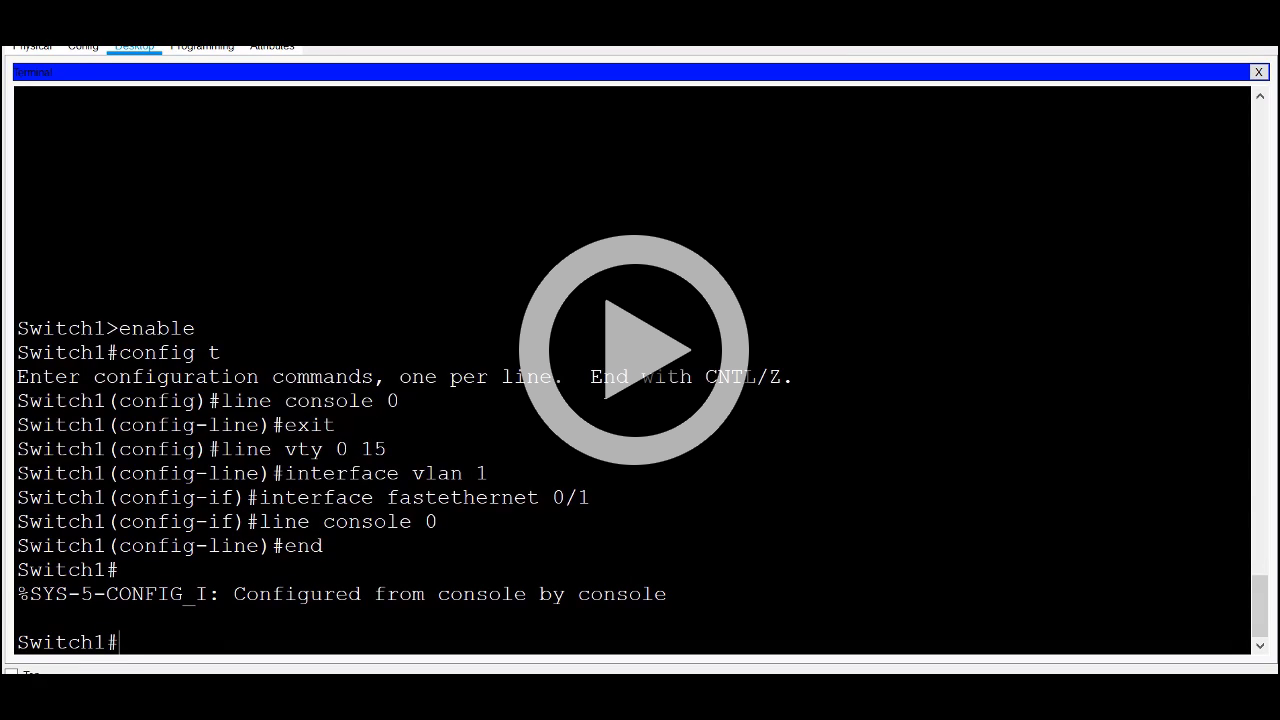 Physical Config Desktop Programming Attributes
Terminal
X
Switch1>enable
Switch1#config t
Enter configuration commands, one per line.  End with CNTL/Z.
Switch1(config)#line console 0
Switch1(config-line)#exit
Switch1(config)#line vty 0 15
Switch1(config-line)#interface vlan 1
Switch1(config-if)#interface fastethernet 0/1
Switch1(config-if)#line console 0
Switch1(config-line)#end
Switch1#
%SYS-5-CONFIG_I: Configured from console by console
Switch1#